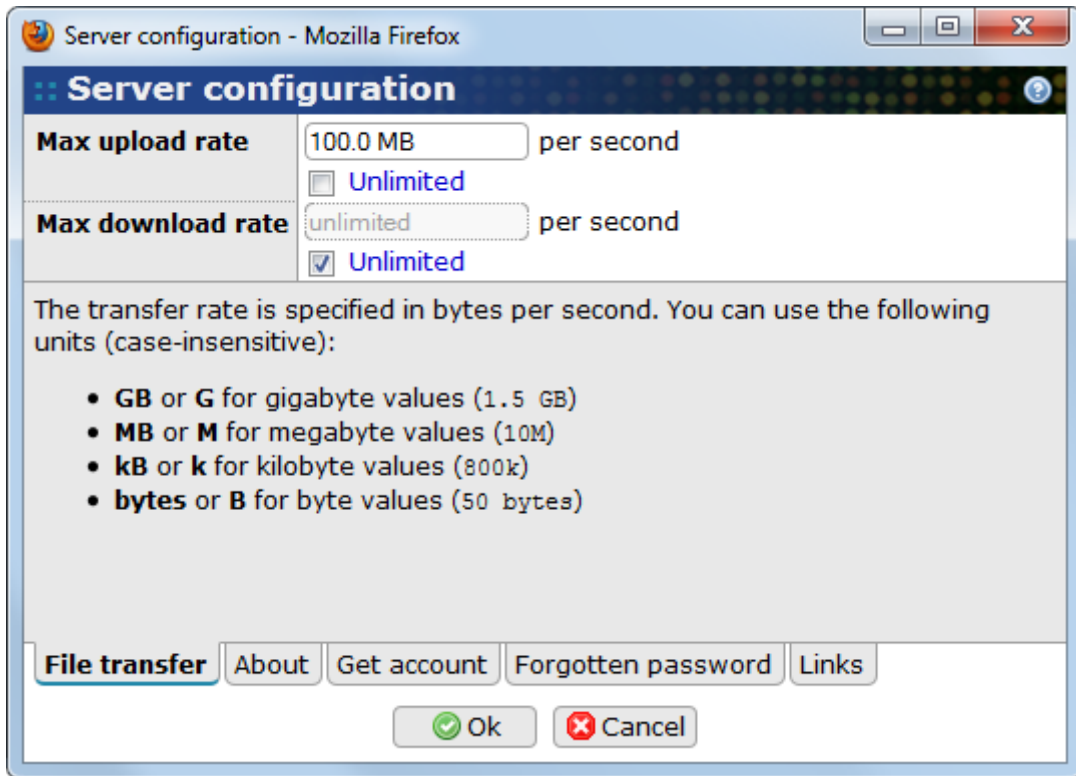 Server configuration - Mozilla Firefox
:: Server configuration
?
Max upload rate 100.0 MB per second
Unlimited
Max download rate unlimited per second
Unlimited
The transfer rate is specified in bytes per second. You can use the following
units (case-insensitive):
• GB or G for gigabyte values (1.5 GB)
• MB or M for megabyte values (10M)
• kB or k for kilobyte values (800k)
• bytes or B for byte values (50 bytes)
File transfer About Get account Forgotten password Links
Ok Cancel